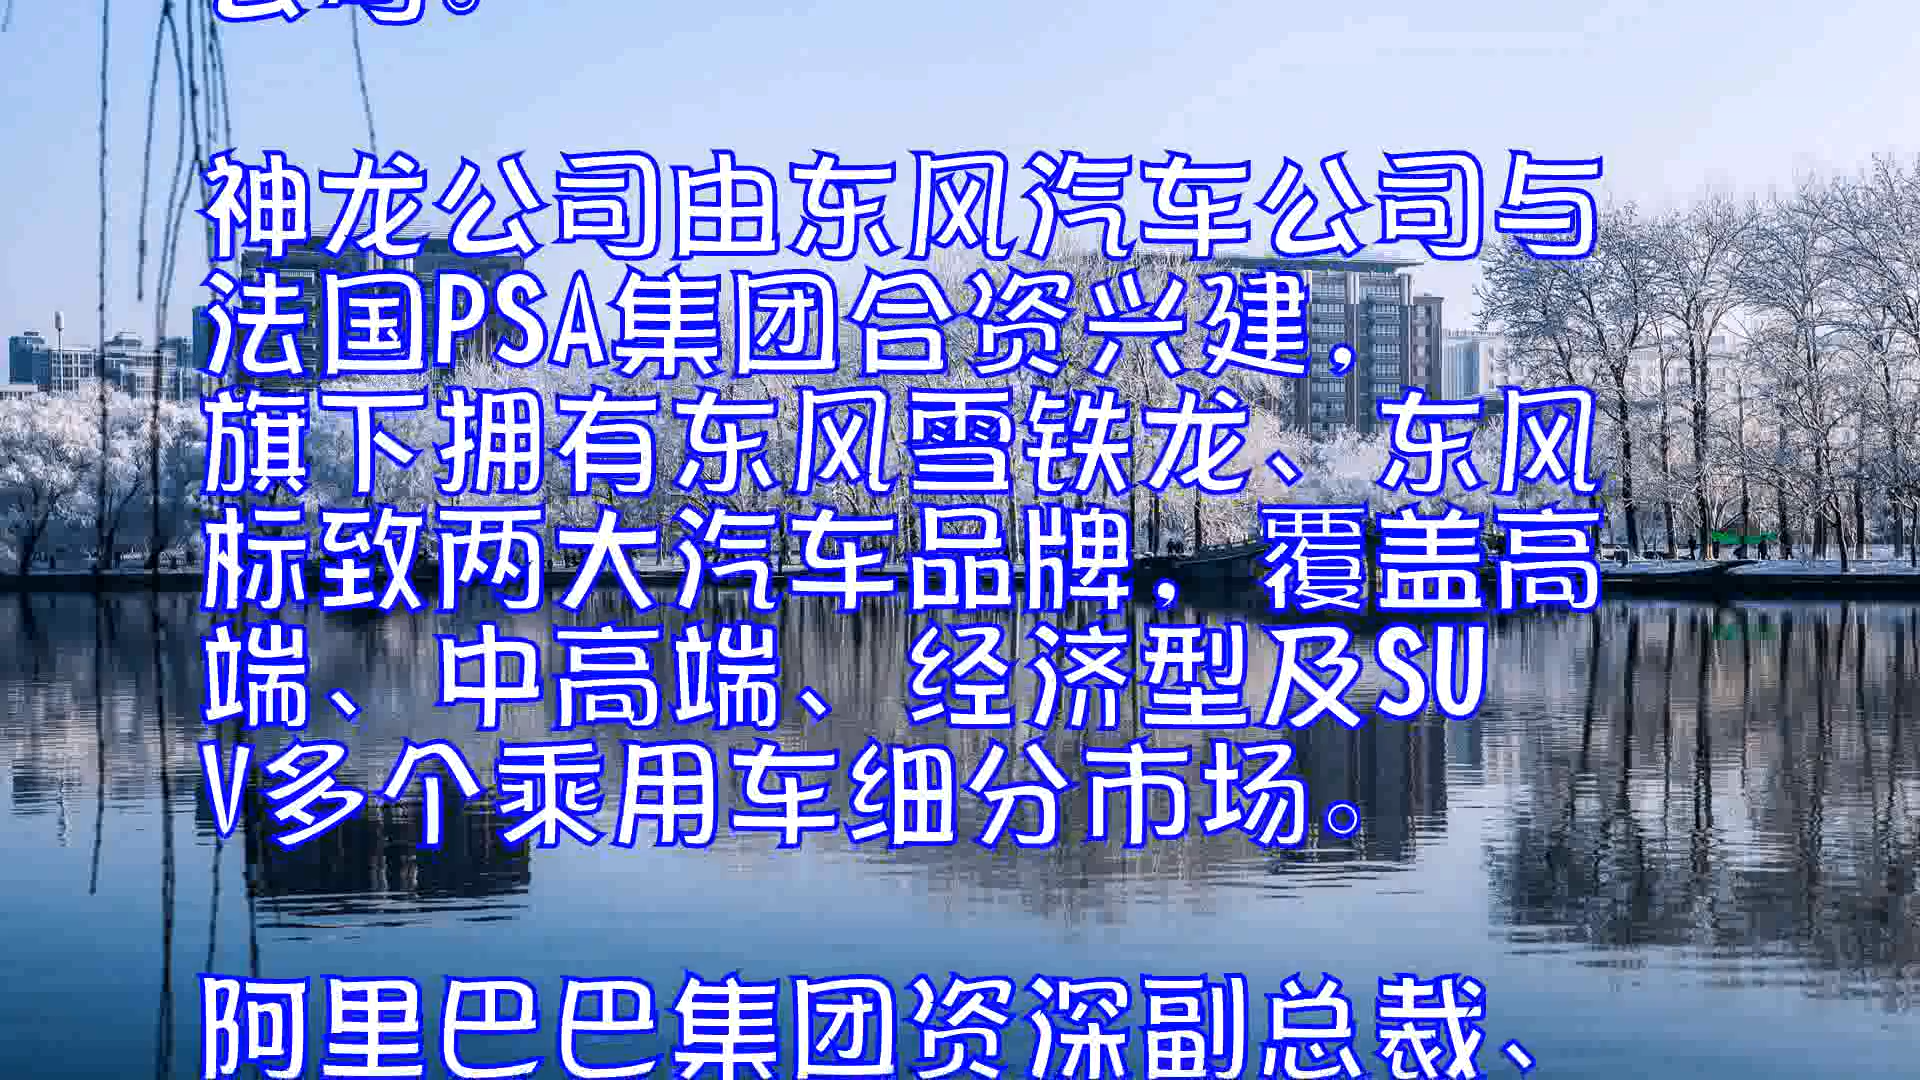 公司。
神龙公司由东风汽车公司与
法国PSA集团合资兴建，
旗下拥有东风雪铁龙、东风
标致两大汽车品牌，覆盖高
端、中高端、经济型及SU
V多个乘用车细分市场。
阿里巴巴集团资深副总裁、